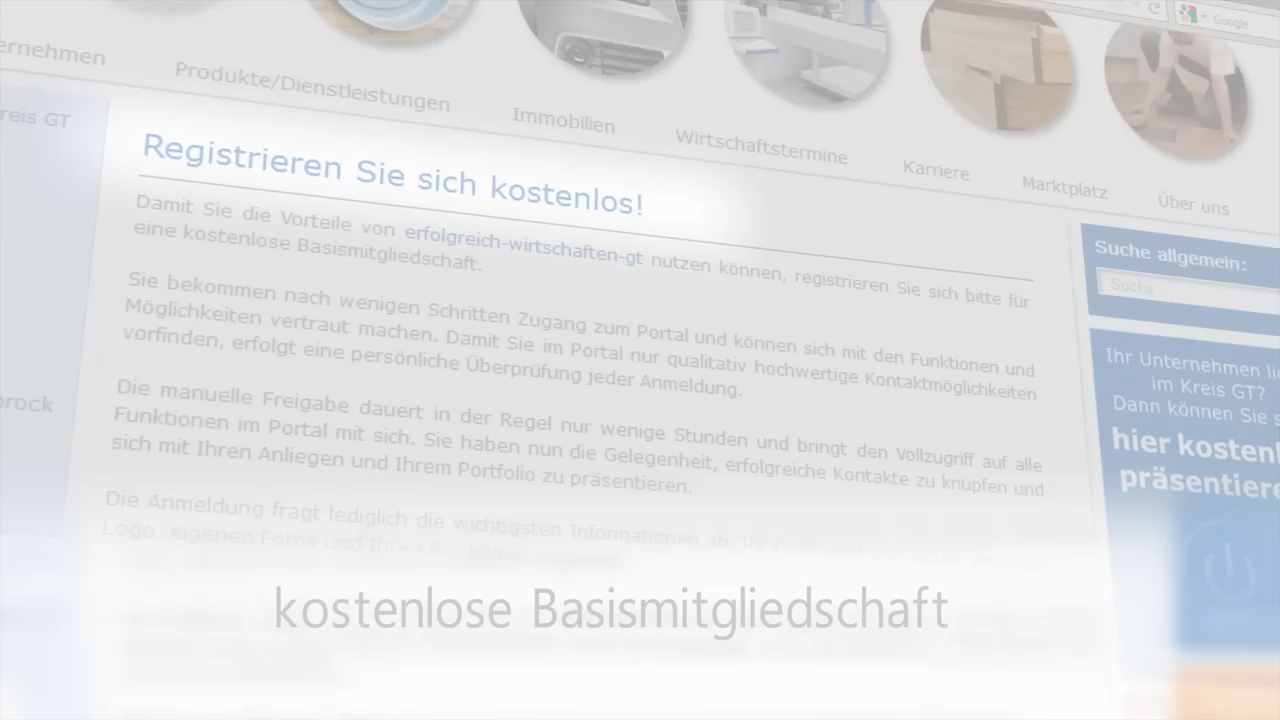 Google
ernehmen
Produkte/Dienstleistungen
Immobilien
Wirtschaftstermine
Karriere
Marktplatz
Über uns
reis GT
Registrieren Sie sich kostenlos!
Damit Sie die Vorteile von erfolgreich-wirtschaften-gt nutzen können, registrieren Sie sich bitte für
eine kostenlose Basismitgliedschaft.
Sie bekommen nach wenigen Schritten Zugang zum Portal und können sich mit den Funktionen und
Möglichkeiten vertraut machen. Damit Sie im Portal nur qualitativ hochwertige Kontaktmöglichkeiten
vorfinden, erfolgt eine persönliche Überprüfung jeder Anmeldung.
Die manuelle Freigabe dauert in der Regel nur wenige Stunden und bringt den Vollzugriff auf alle
Funktionen im Portal mit sich. Sie haben nun die Gelegenheit, erfolgreiche Kontakte zu knüpfen und
sich mit Ihren Anliegen und Ihrem Portfolio zu präsentieren.
Die Anmeldung fragt lediglich die wichtigsten Informationen ab.
Logo, eigenen Fotos und Ihren Produkten
brock
Suche allgemein:
Suche
Ihr Unternehmen lie
im Kreis GT?
Dann können Sie s
hier kostenl
präsentiere
kostenlose Basismitgliedschaft